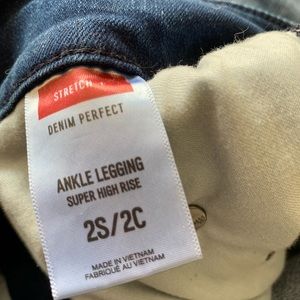 STRETCH
DENIM PERFECT
ANKLE LEGGING
SUPER HIGH RISE
2S/2C
MADE IN VIETNAM
FABRIQUÉ AU VIETNAM